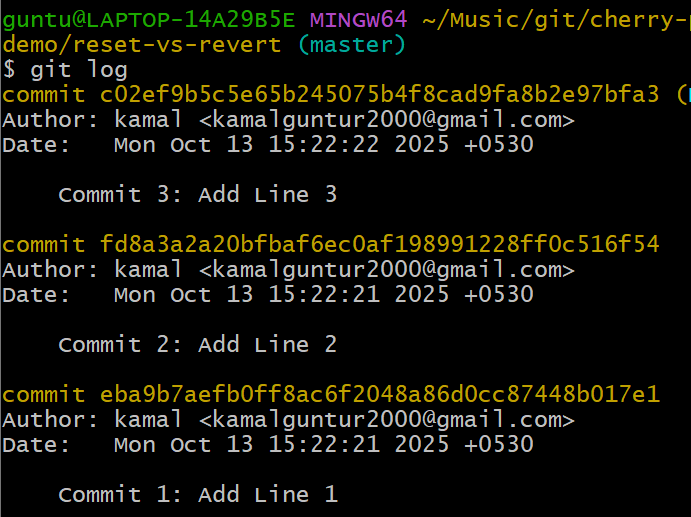 guntu@LAPTOP-14A29B5E MINGW64 ~/Music/git/cherry-
demo/reset-vs-revert (master)
$ git log
commit c02ef9b5c5e65b245075b4f8cad9fa8b2e97bfa3 (
Author: kamal <kamalguntur2000@gmail.com>
Date:   Mon Oct 13 15:22:22 2025 +0530
    Commit 3: Add Line 3
commit fd8a3a2a20bfbaf6ec0af198991228ff0c516f54
Author: kamal <kamalguntur2000@gmail.com>
Date:   Mon Oct 13 15:22:21 2025 +0530
    Commit 2: Add Line 2
commit eba9b7aefb0ff8ac6f2048a86d0cc87448b017e1
Author: kamal <kamalguntur2000@gmail.com>
Date:   Mon Oct 13 15:22:21 2025 +0530
    Commit 1: Add Line 1